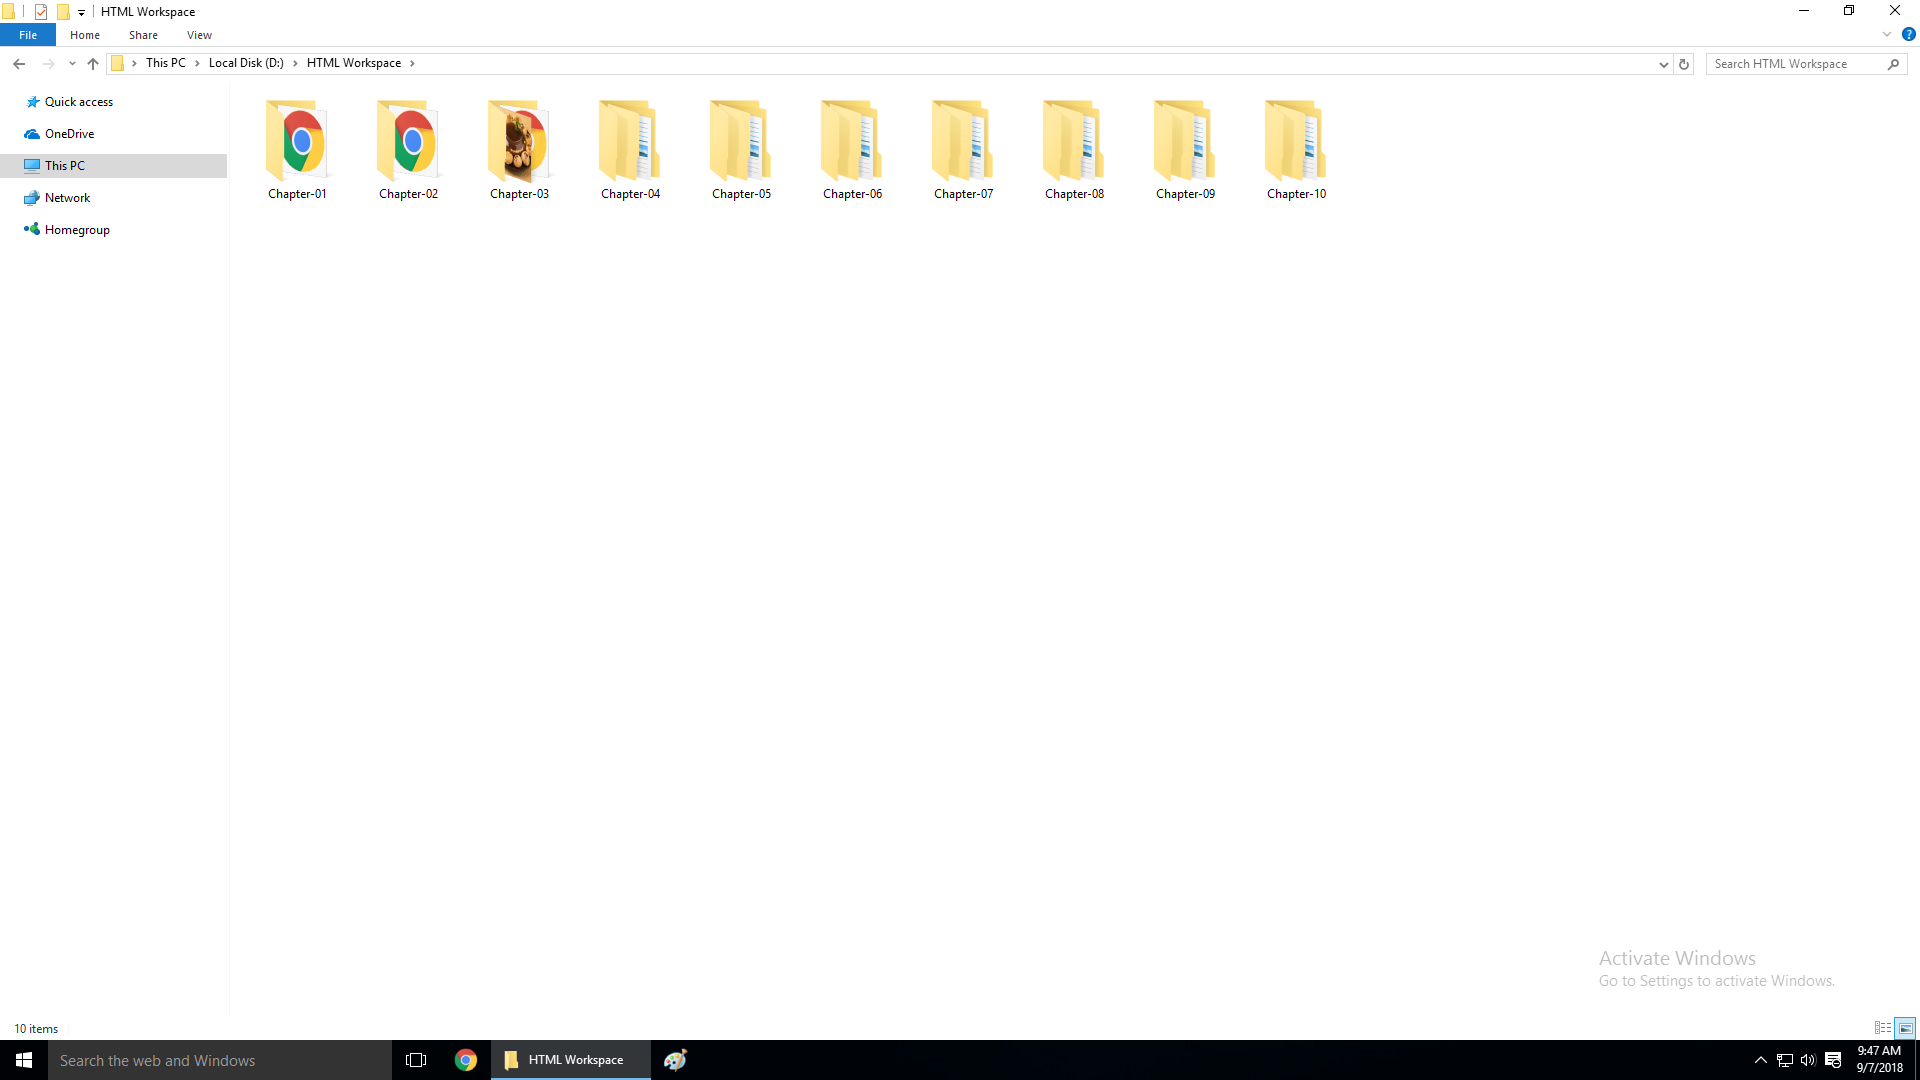 HTML Workspace
File Home Share View
This PC Local Disk (D:) HTML Workspace
Search HTML Workspace
Quick access
OneDrive
This PC
Network
Homegroup
Chapter-01 Chapter-02 Chapter-03 Chapter-04 Chapter-05 Chapter-06 Chapter-07 Chapter-08 Chapter-09 Chapter-10
Activate Windows
Go to Settings to activate Windows.
10 items
Search the web and Windows
HTML Workspace
9:47 AM
9/7/2018